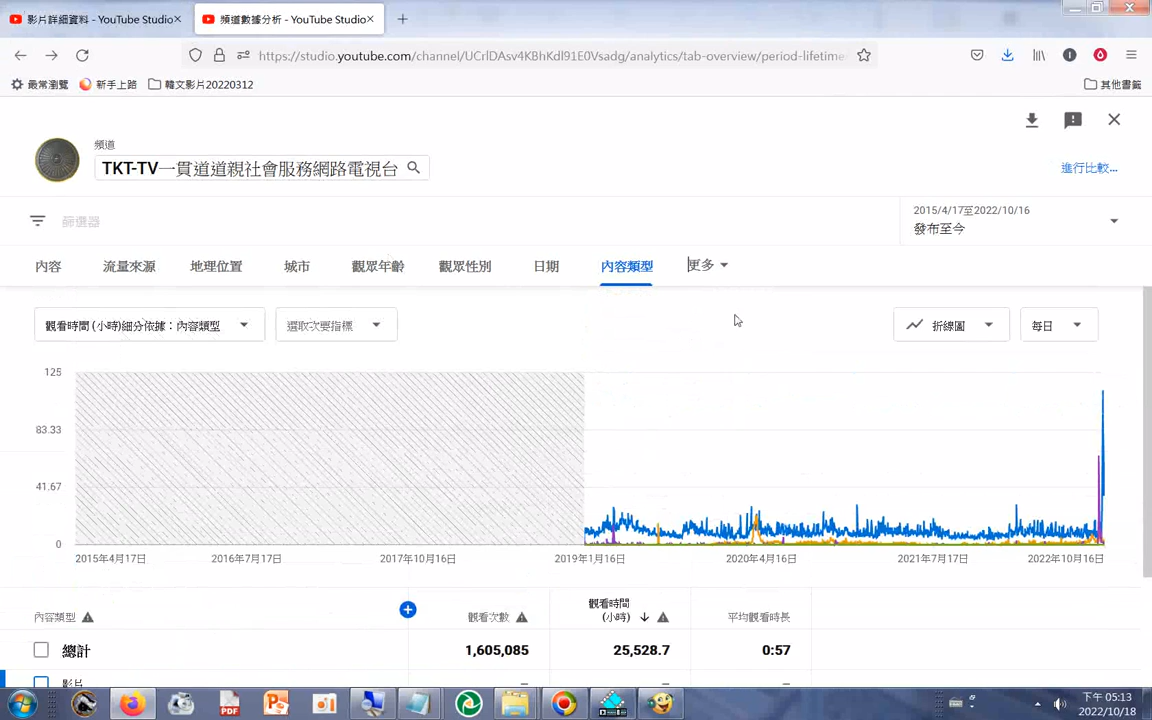 影片詳細資料 - YouTube Studio ×
頻道數據分析 - YouTube Studio ×
https://studio.youtube.com/channel/UCrlDAsv4KBhKdl91E0Vsadg/analytics/tab-overview/period-lifetime
最常瀏覽 新手上路 韓文影片20220312 其他書籤
頻道
TKT-TV一貫道道親社會服務網路電視台
進行比較...
篩選器
2015/4/17至2022/10/16
發布至今
內容 流量來源 地理位置 城市 觀眾年齡 觀眾性別 日期 內容類型 更多
觀看時間 (小時)細分依據：內容類型 選取次要指標 折線圖 每日
125
83.33
41.67
0
2015年4月17日 2016年7月17日 2017年10月16日 2019年1月16日 2020年4月16日 2021年7月17日 2022年10月16日
內容類型 觀看次數 觀看時間 (小時) 平均觀看時長
總計 1,605,085 25,528.7 0:57
影片 – – –
PDF
下午 05:13
2022/10/18